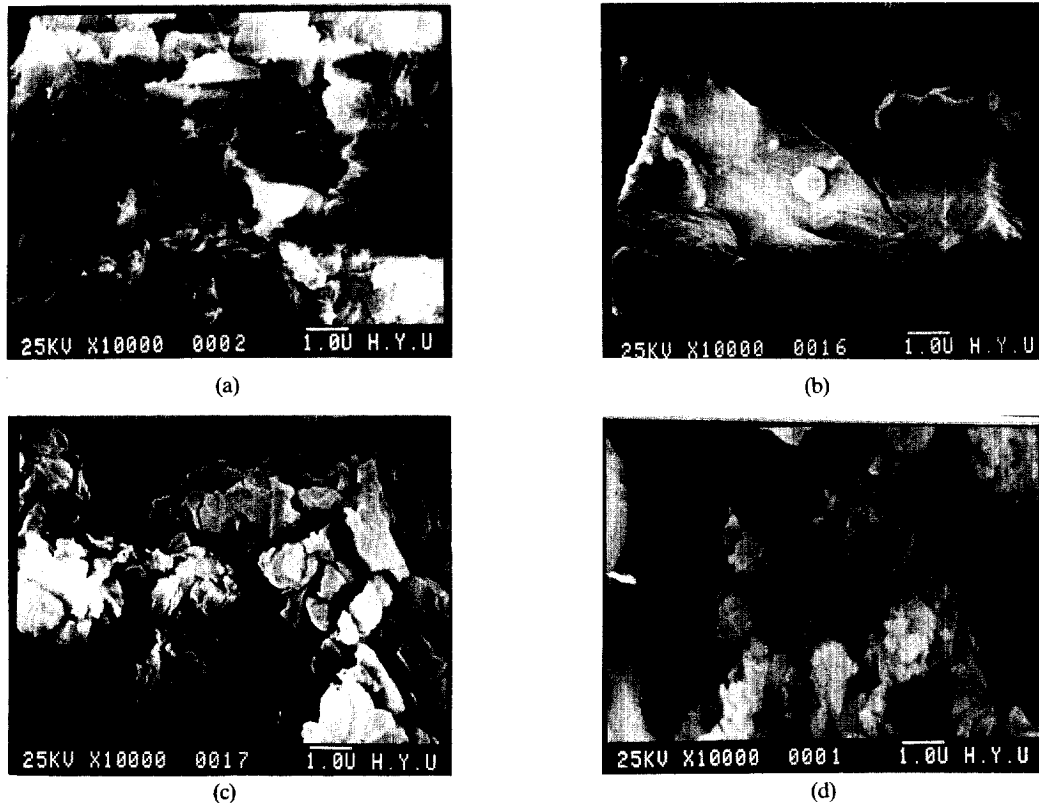 25KV X10000 0002 1.0U H.Y.U
(a)
25KV X10000 0016 1.0U H.Y.U
(b)
25KV X10000 0017 1.0U H.Y.U
(c)
25KV X10000 0001 1.0U H.Y.U
(d)